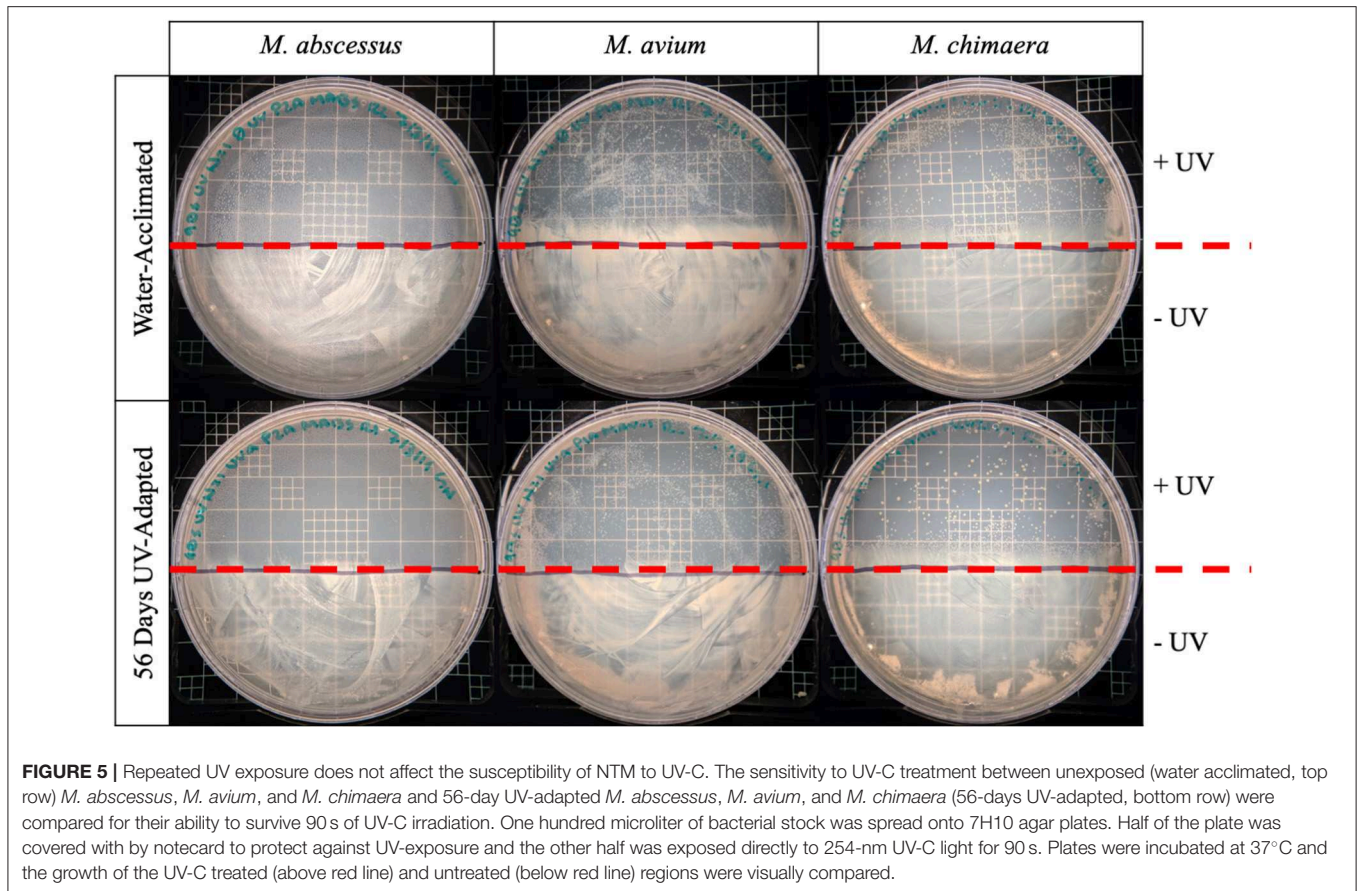 M. abscessus
M. avium
M. chimaera
Water-Acclimated
+ UV
- UV
56 Days UV-Adapted
+ UV
- UV
FIGURE 5 | Repeated UV exposure does not affect the susceptibility of NTM to UV-C. The sensitivity to UV-C treatment between unexposed (water acclimated, top
row) M. abscessus, M. avium, and M. chimaera and 56-day UV-adapted M. abscessus, M. avium, and M. chimaera (56-days UV-adapted, bottom row) were
compared for their ability to survive 90 s of UV-C irradiation. One hundred microliter of bacterial stock was spread onto 7H10 agar plates. Half of the plate was
covered with by notecard to protect against UV-exposure and the other half was exposed directly to 254-nm UV-C light for 90 s. Plates were incubated at 37°C and
the growth of the UV-C treated (above red line) and untreated (below red line) regions were visually compared.